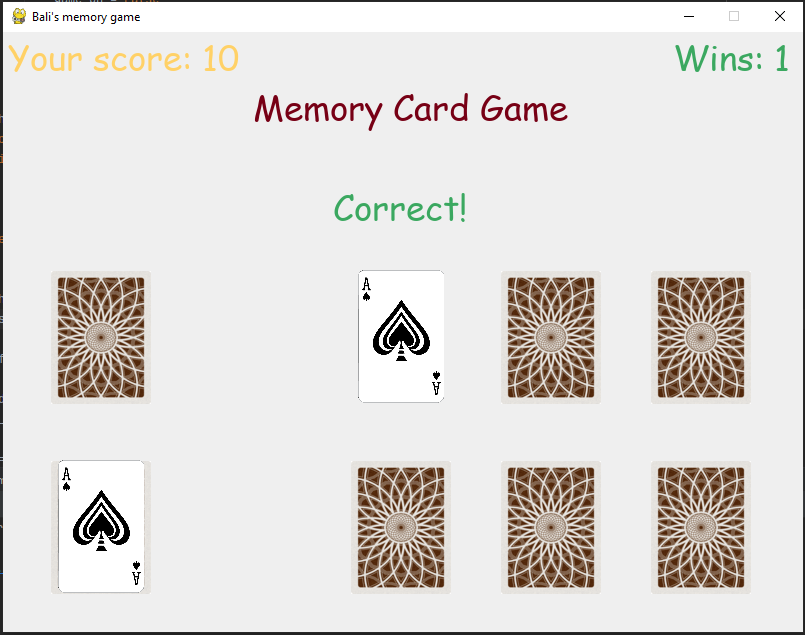 Bali's memory game
Your score: 10
Wins: 1
Memory Card Game
Correct!
A
A
A
A